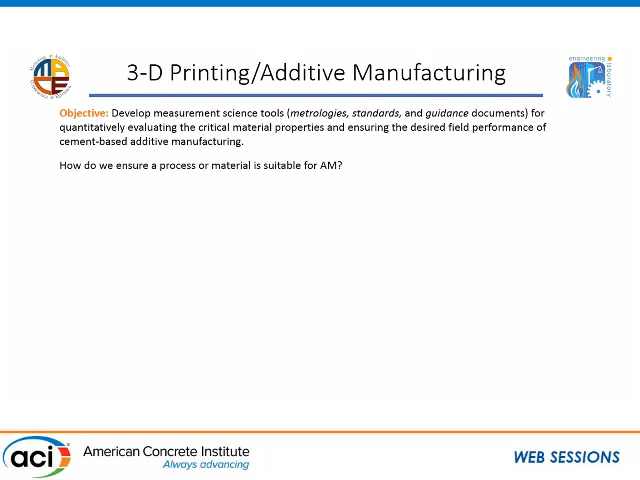 3-D Printing/Additive Manufacturing
engineering
laboratory
Objective: Develop measurement science tools (metrologies, standards, and guidance documents) for
quantitatively evaluating the critical material properties and ensuring the desired field performance of
cement-based additive manufacturing.
How do we ensure a process or material is suitable for AM?
aci
American Concrete Institute
Always advancing
WEB SESSIONS